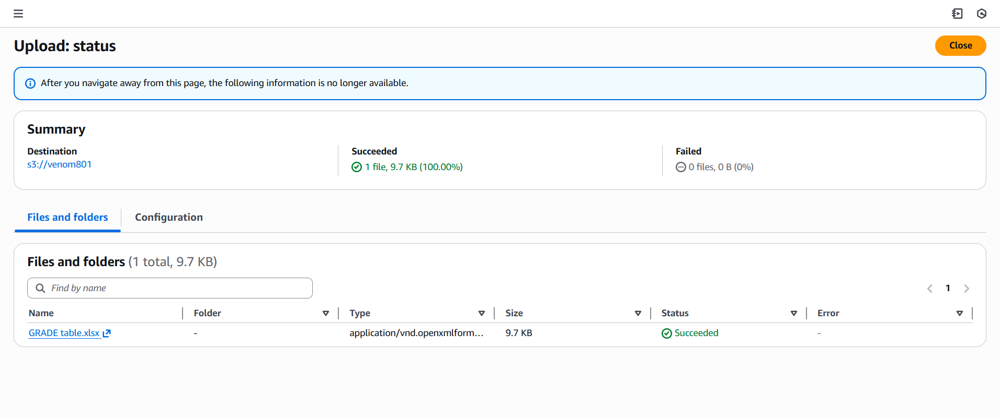 Upload: status
Close
After you navigate away from this page, the following information is no longer available.
Summary
Destination
s3://venom801
Succeeded
1 file, 9.7 KB (100.00%)
Failed
0 files, 0 B (0%)
Files and folders
Configuration
Files and folders (1 total, 9.7 KB)
Find by name
1
Name Folder Type Size Status Error
GRADE table.xlsx - application/vnd.openxmlform... 9.7 KB Succeeded -